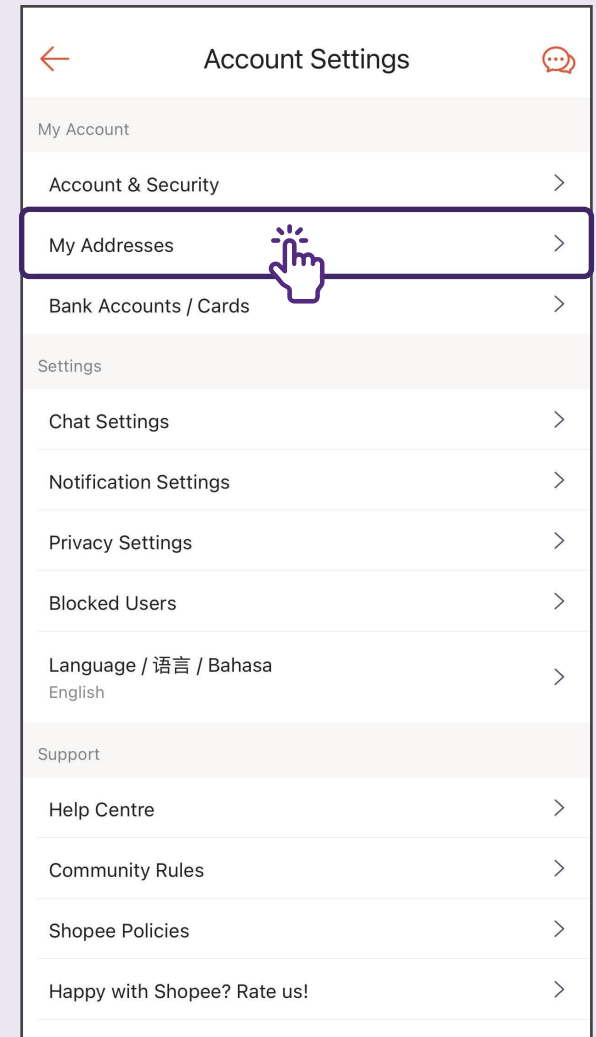 Account Settings
My Account
Account & Security
My Addresses
Bank Accounts / Cards
Settings
Chat Settings
Notification Settings
Privacy Settings
Blocked Users
Language / 语言 / Bahasa
English
Support
Help Centre
Community Rules
Shopee Policies
Happy with Shopee? Rate us!